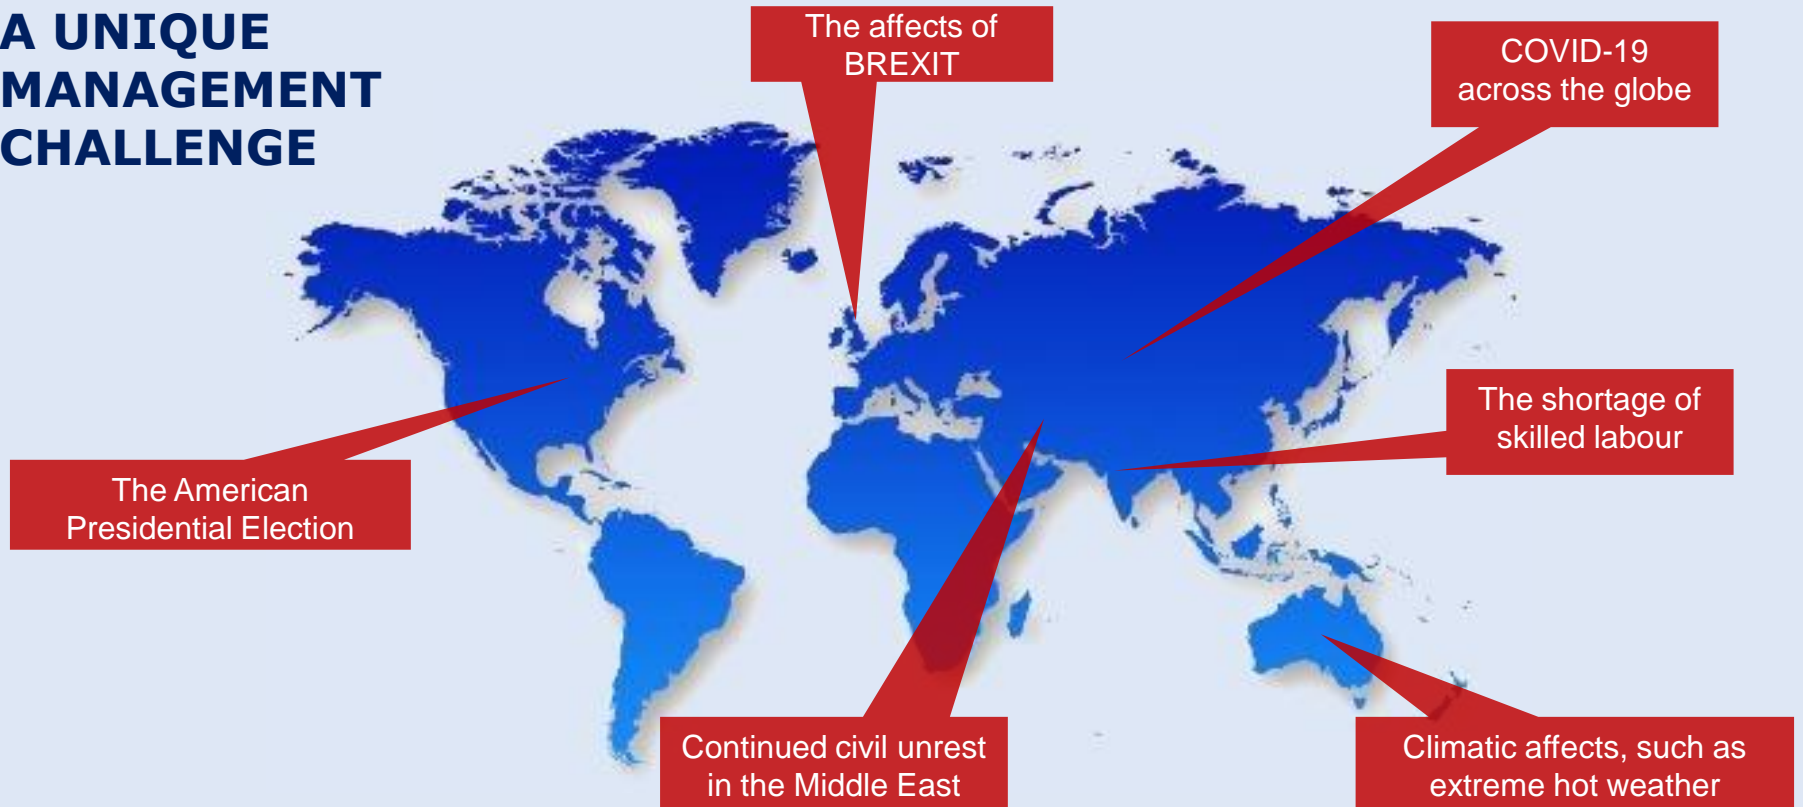 A UNIQUE
MANAGEMENT
CHALLENGE
The affects of
BREXIT
COVID-19
across the globe
The shortage of
skilled labour
The American
Presidential Election
Continued civil unrest
in the Middle East
Climatic affects, such as
extreme hot weather